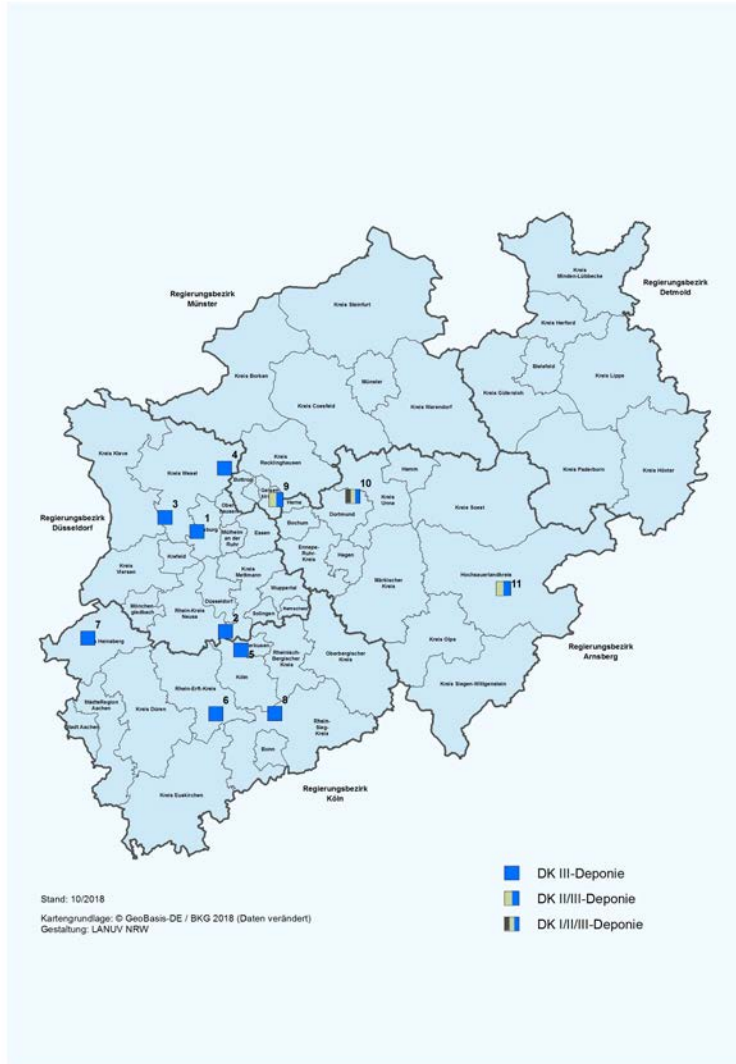 Kreis
Minden-Lübbecke
Regierungsbezirk
Detmold
Regierungsbezirk
Münster
Kreis Steinfurt
Kreis Herford
Bielefeld
Kreis Lippe
Kreis Borken
Münster
Kreis Gütersloh
Kreis Coesfeld
Kreis Warendorf
Kreis Kleve
Kreis Wesel
4
Kreis
Recklinghausen
Kreis Paderborn
Kreis Höxter
Hamm
Bottrop
9
10
Kreis
Unna
Herne
Kreis Soest
3
1
Regierungsbezirk
Düsseldorf
Dortmund
Bochum
Essen
Mülheim
an der
Ruhr
Ennepe-
Ruhr-
Kreis
Hagen
Krefeld
Kreis
Viersen
Kreis
Mettmann
Märkischer
Kreis
Hochsauerlandkreis
11
Wuppertal
Düsseldorf
Mönchen-
gladbach
Rhein-Kreis
Neuss
Solingen
Remscheid
2
7
Heinsberg
5
Rheinisch-
Bergischer
Kreis
Oberbergischer
Kreis
Kreis Olpe
Regierungsbezirk
Arnsberg
Köln
Rhein-Erft-Kreis
Kreis Siegen-Wittgenstein
StädteRegion
Aachen
Kreis Düren
6
8
Stadt Aachen
Rhein-
Sieg-
Kreis
Bonn
Kreis Euskirchen
Regierungsbezirk
Köln
DK III-Deponie
DK II/III-Deponie
DK I/II/III-Deponie
Stand: 10/2018
Kartengrundlage: © GeoBasis-DE / BKG 2018 (Daten verändert)
Gestaltung: LANUV NRW